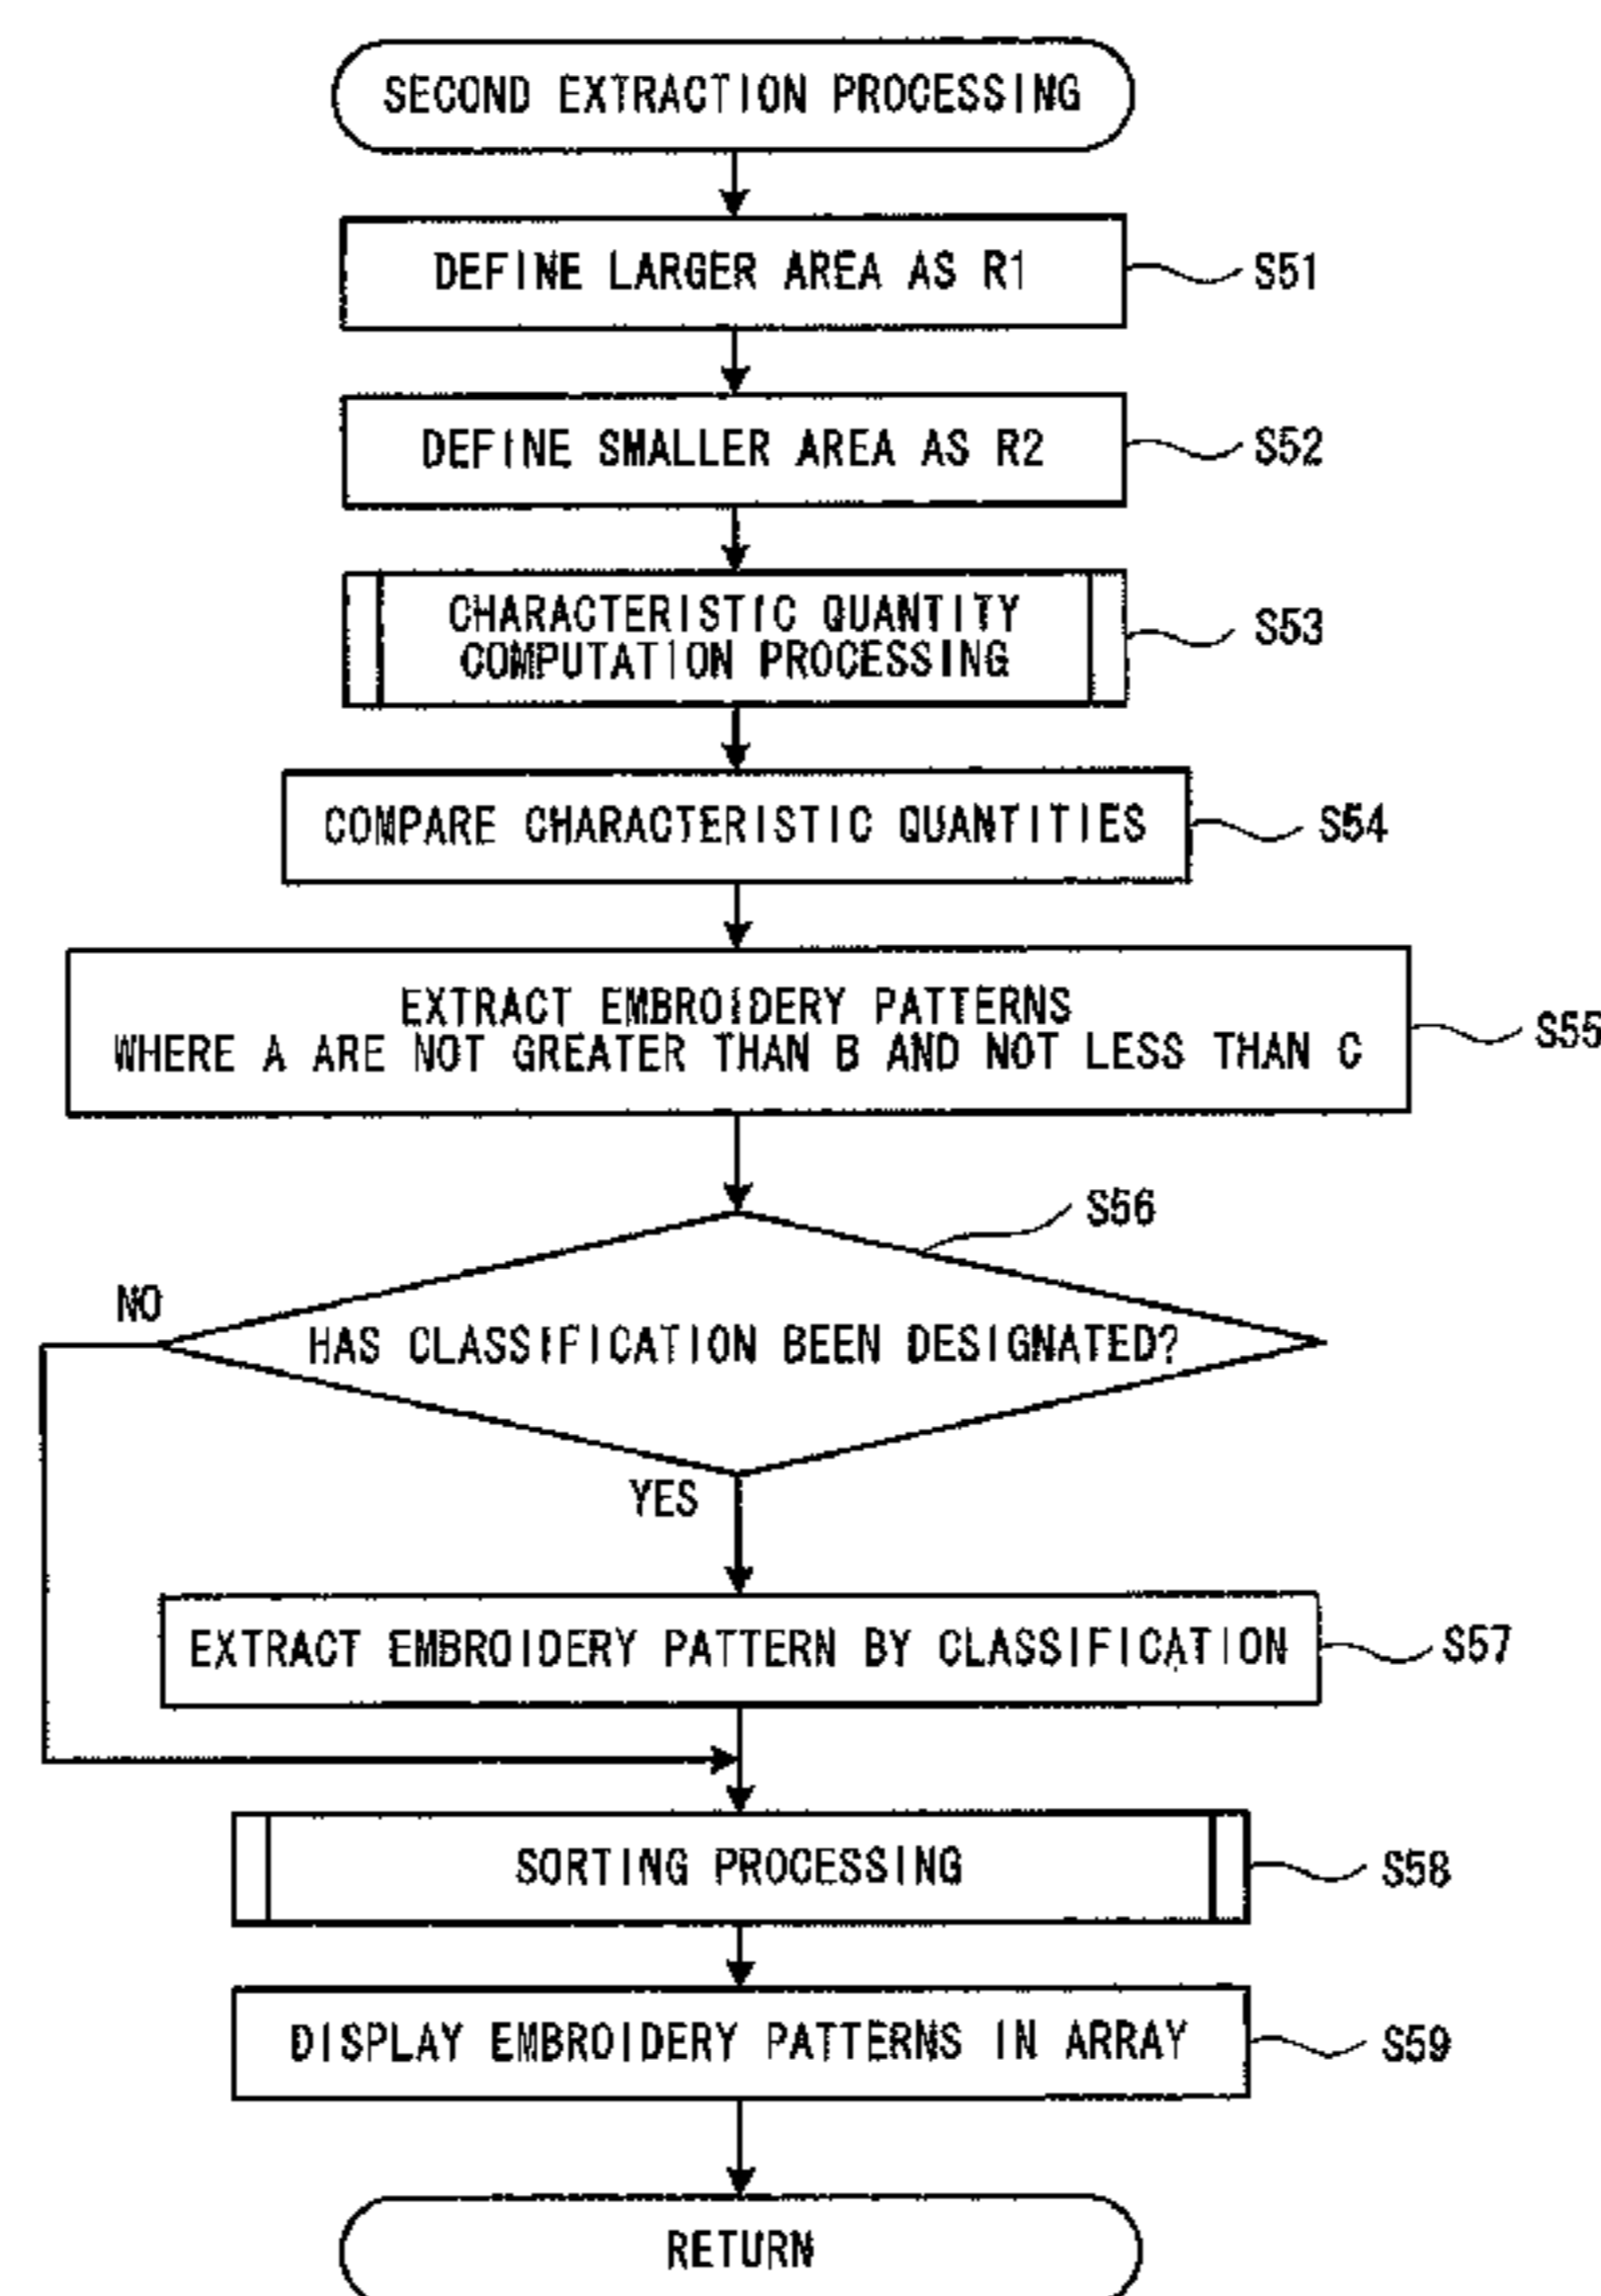 SECOND EXTRACTION PROCESSING
DEFINE LARGER AREA AS R1
S51
DEFINE SMALLER AREA AS R2
S52
CHARACTERISTIC QUANTITY
COMPUTATION PROCESSING
S53
COMPARE CHARACTERISTIC QUANTITIES
S54
EXTRACT EMBROIDERY PATTERNS
WHERE A ARE NOT GREATER THAN B AND NOT LESS THAN C
S55
S56
NO
HAS CLASSIFICATION BEEN DESIGNATED?
YES
EXTRACT EMBROIDERY PATTERN BY CLASSIFICATION
S57
SORTING PROCESSING
S58
DISPLAY EMBROIDERY PATTERNS IN ARRAY
S59
RETURN